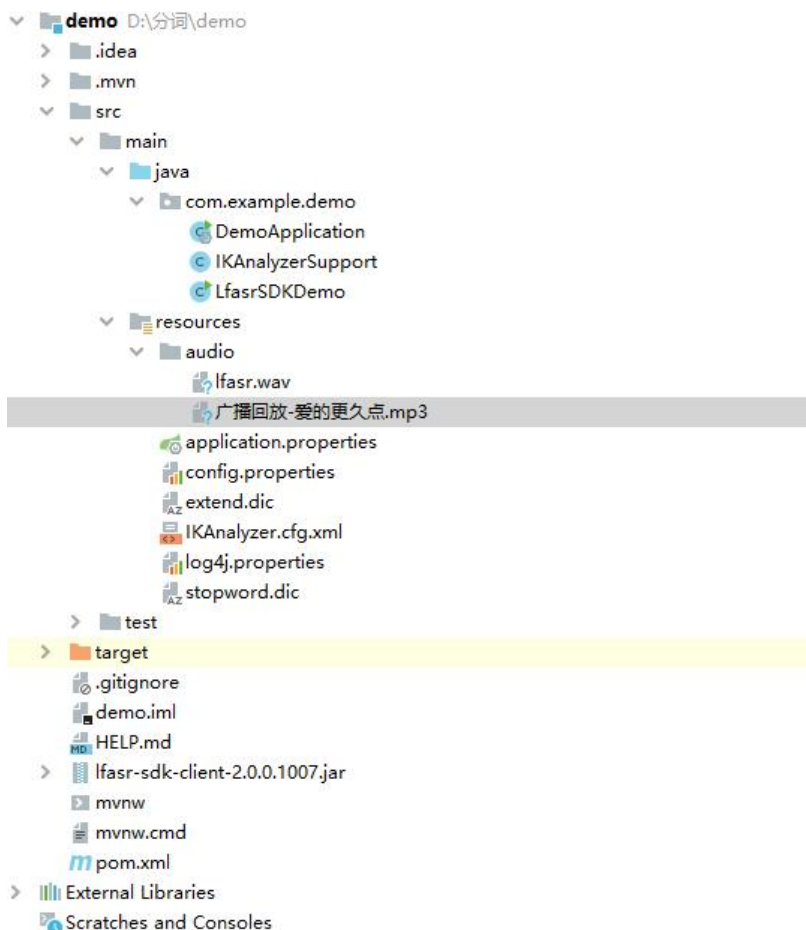 demo D:\分词\demo
.idea
.mvn
src
main
java
com.example.demo
DemoApplication
IKAnalyzerSupport
LfasrSDKDemo
resources
audio
lfasr.wav
广播回放-爱的更久点.mp3
application.properties
config.properties
extend.dic
IKAnalyzer.cfg.xml
log4j.properties
stopword.dic
test
target
.gitignore
demo.iml
HELP.md
lfasr-sdk-client-2.0.0.1007.jar
mvnw
mvnw.cmd
pom.xml
External Libraries
Scratches and Consoles